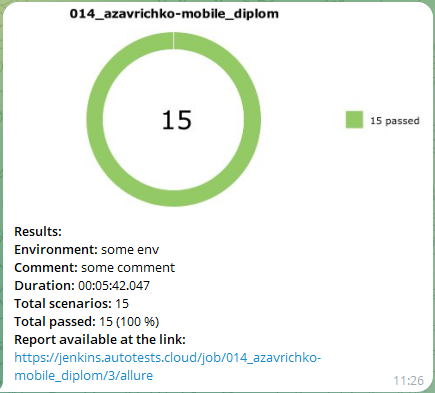 014_azavrichko-mobile_diplom
15
15 passed
Results:
Environment: some env
Comment: some comment
Duration: 00:05:42.047
Total scenarios: 15
Total passed: 15 (100 %)
Report available at the link:
https://jenkins.autotests.cloud/job/014_azavrichko-
mobile_diplom/3/allure
11:26